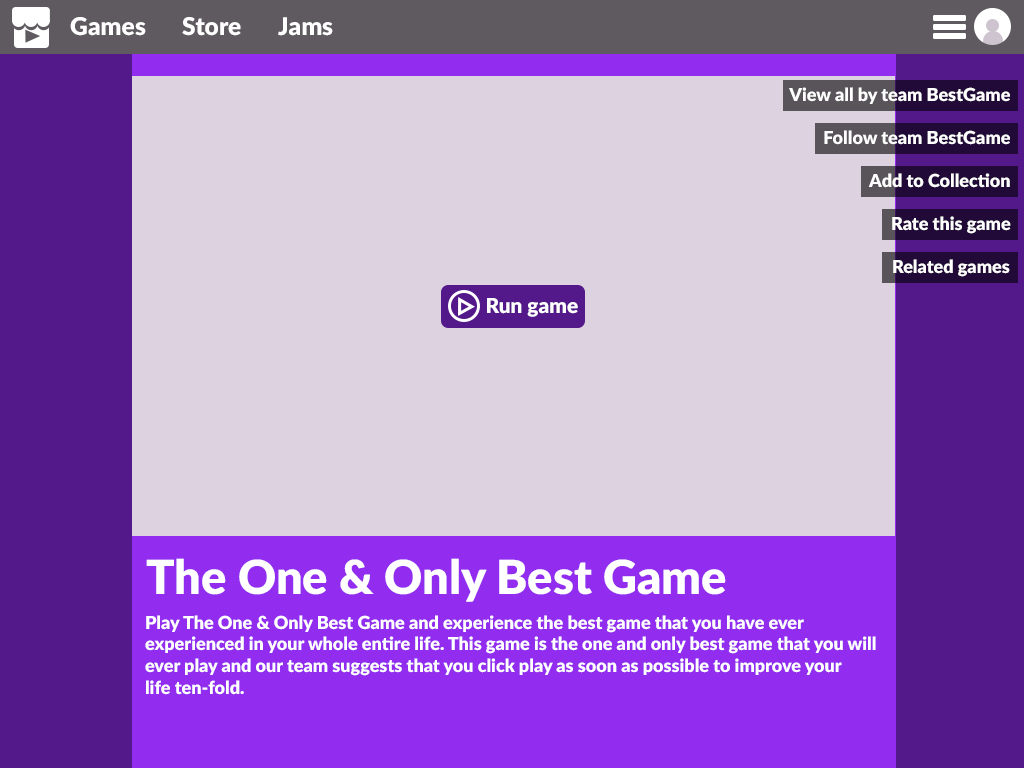 Games Store Jams
View all by team BestGame
Follow team BestGame
Add to Collection
Rate this game
Related games
Run game
The One & Only Best Game
Play The One & Only Best Game and experience the best game that you have ever
experienced in your whole entire life. This game is the one and only best game that you will
ever play and our team suggests that you click play as soon as possible to improve your
life ten-fold.